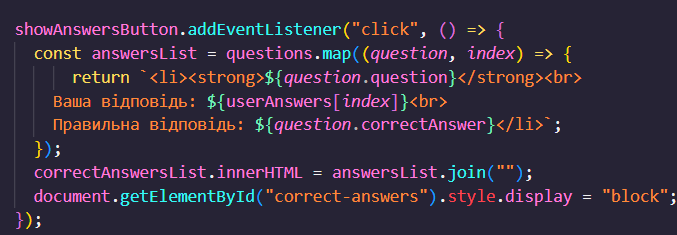 showAnswersButton.addEventListener("click", () => {
const answersList = questions.map((question, index) => {
return `<li><strong>${question.question}</strong><br>
Ваша відповідь: ${userAnswers[index]}<br>
Правильна відповідь: ${question.correctAnswer}</li>`;
});
correctAnswersList.innerHTML = answersList.join("");
document.getElementById("correct-answers").style.display = "block";
});